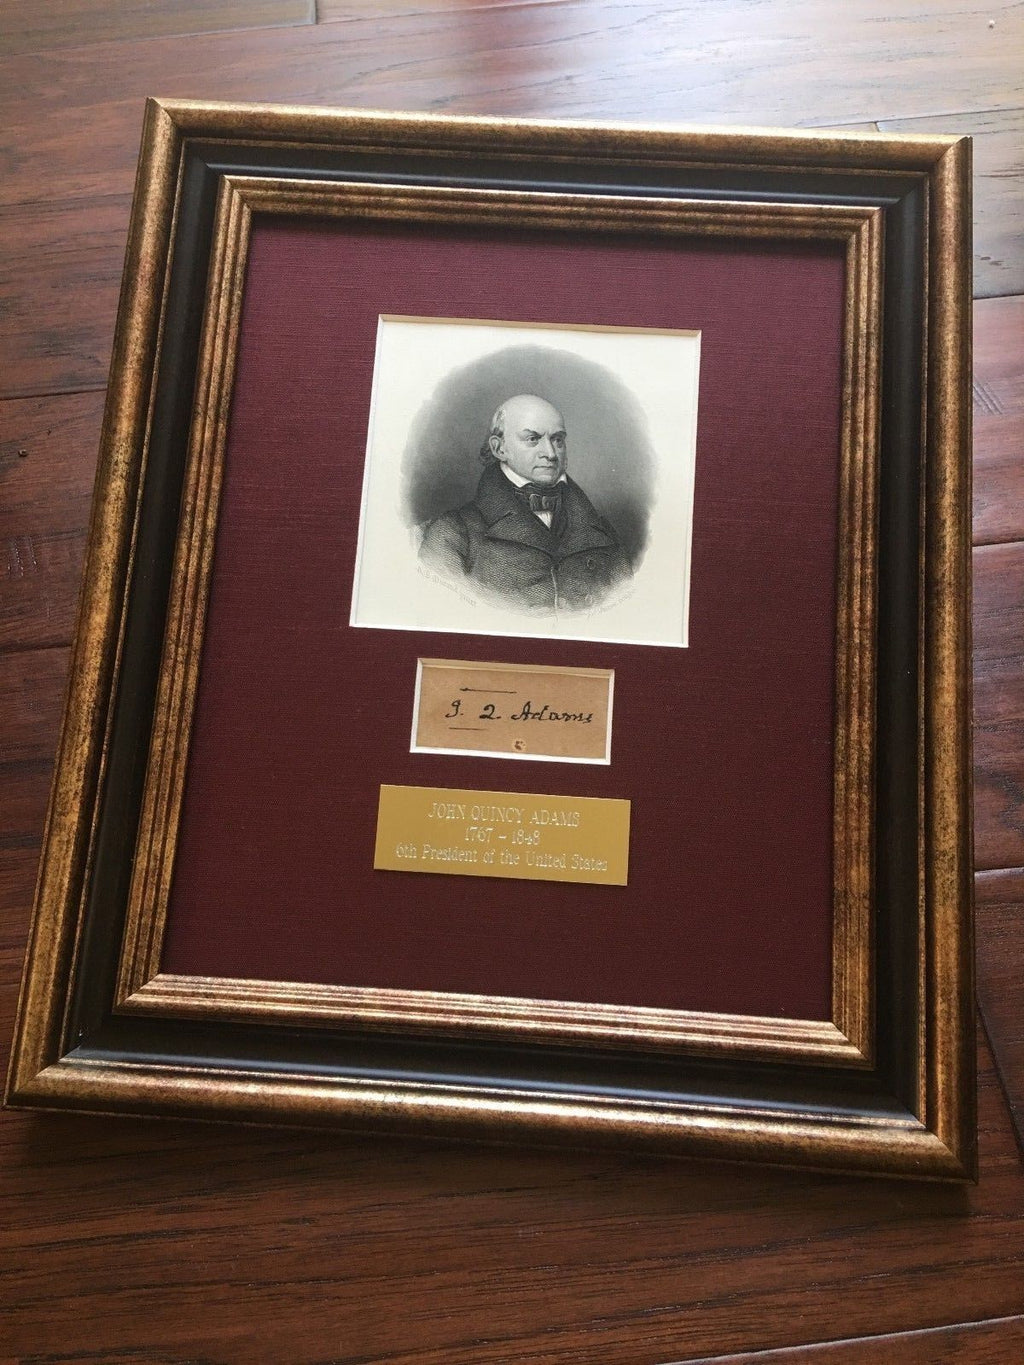 J. Q. Adams
JOHN QUINCY ADAMS
1767 - 1848
6th President of the United States